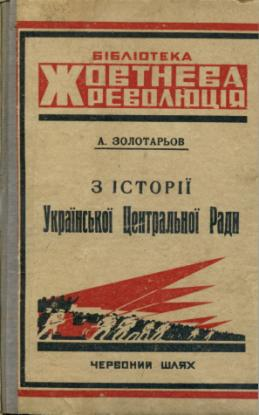 БІБЛІОТЕКА
ЖОВТНЕВА
РЕВОЛЮЦІЯ
А. ЗОЛОТАРЬОВ
З ІСТОРІЇ
Української Центральної Ради
ЧЕРВОНИЙ ШЛЯХ